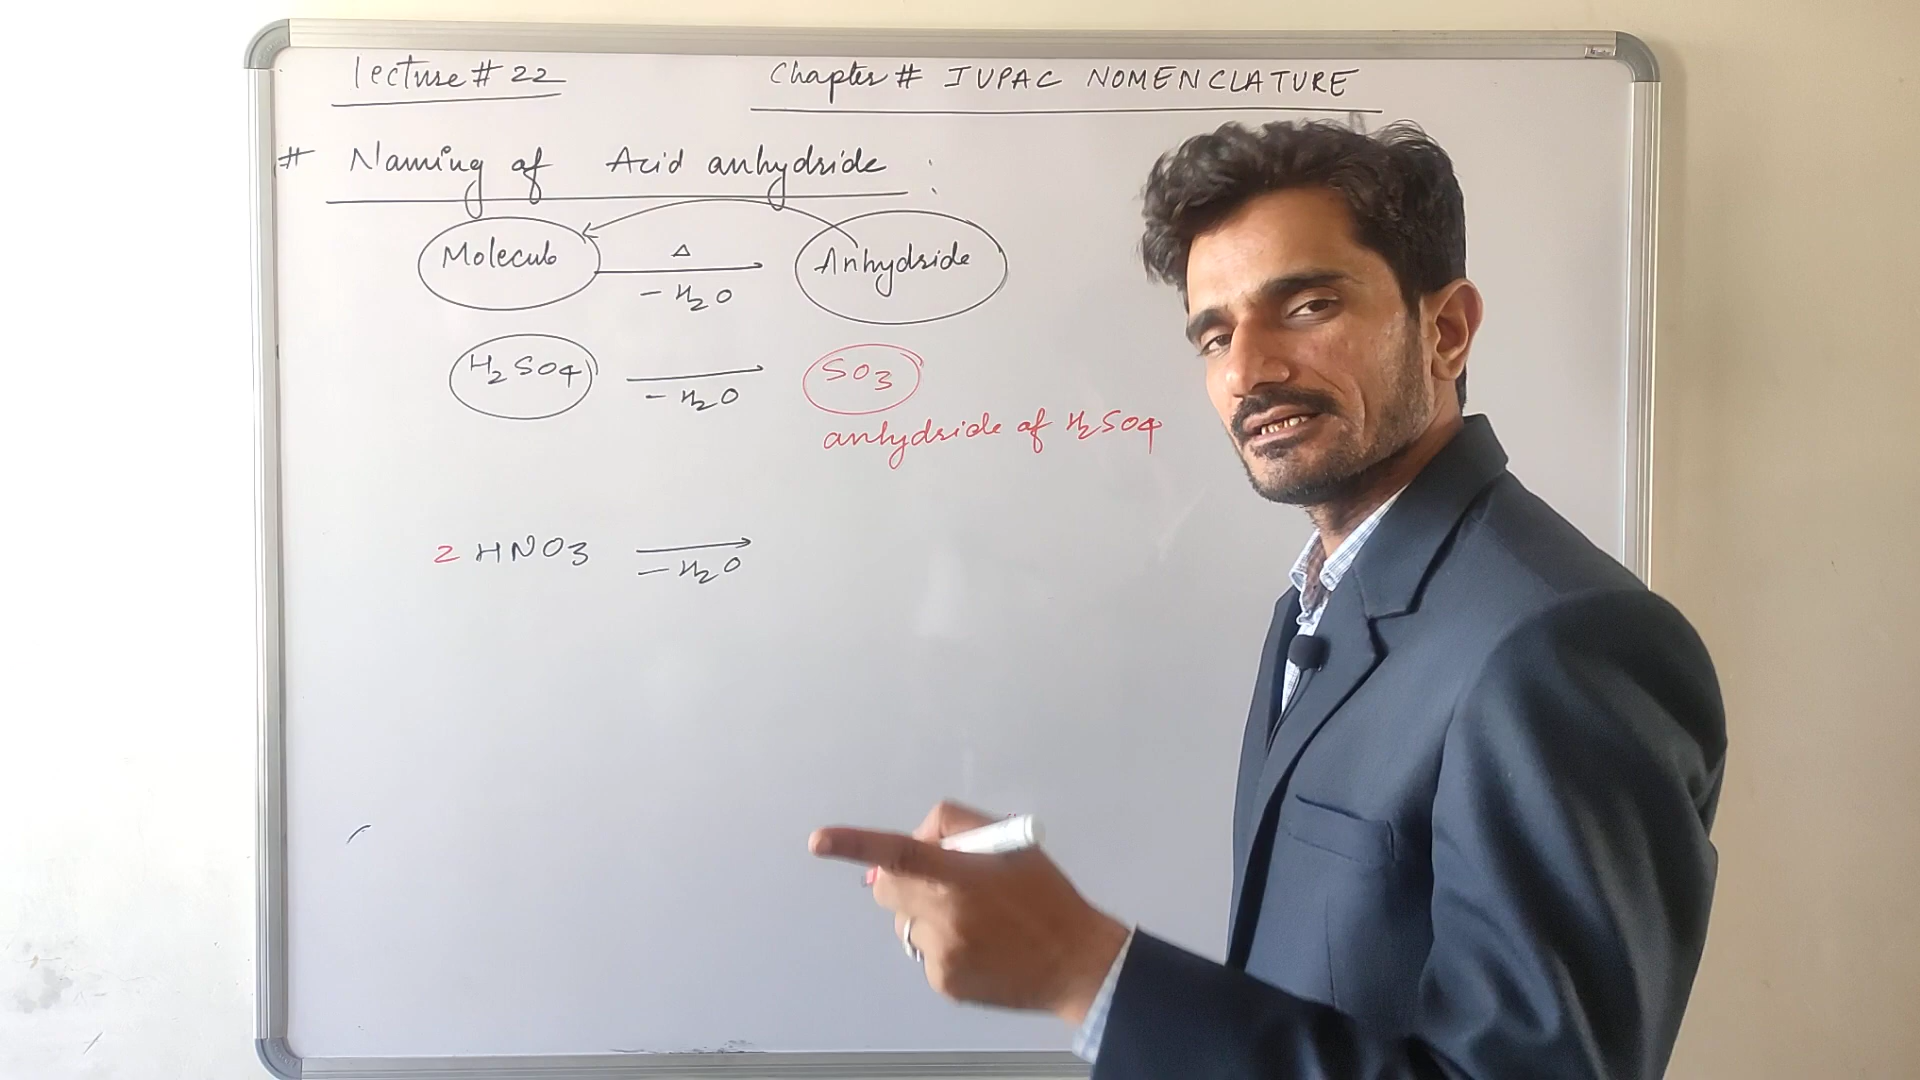 Lecture # 22
Chapter # IUPAC NOMENCLATURE
# Naming of Acid anhydride :
Molecule Δ → - H2O Anhydride
H2SO4 → - H2O SO3
anhydride of H2SO4
2 HNO3 → - H2O